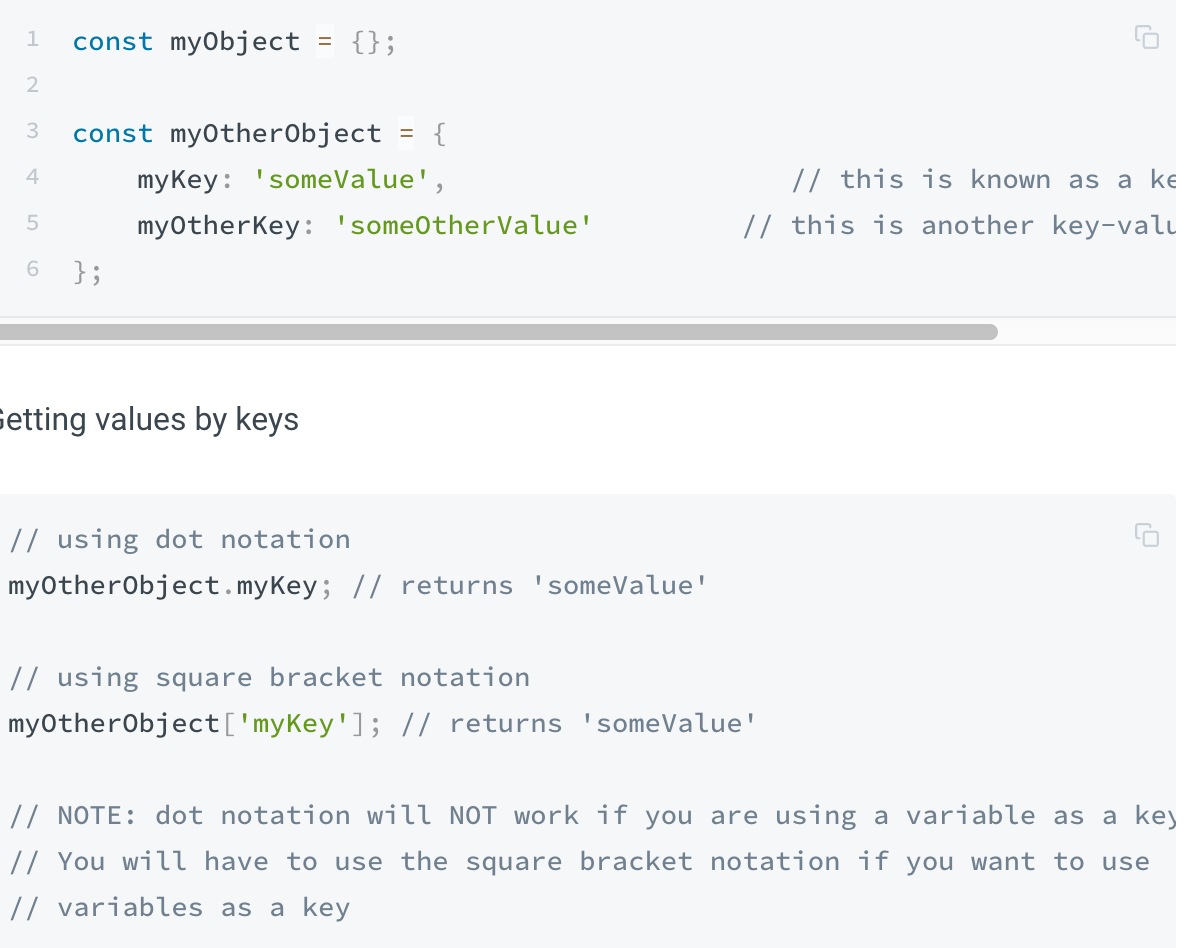 1 const myObject = {};
2
3 const myOtherObject = {
4 myKey: 'someValue', // this is known as a ke
5 myOtherKey: 'someOtherValue' // this is another key-valu
6 };
Getting values by keys
// using dot notation
myOtherObject.myKey; // returns 'someValue'
// using square bracket notation
myOtherObject['myKey']; // returns 'someValue'
// NOTE: dot notation will NOT work if you are using a variable as a key
// You will have to use the square bracket notation if you want to use
// variables as a key